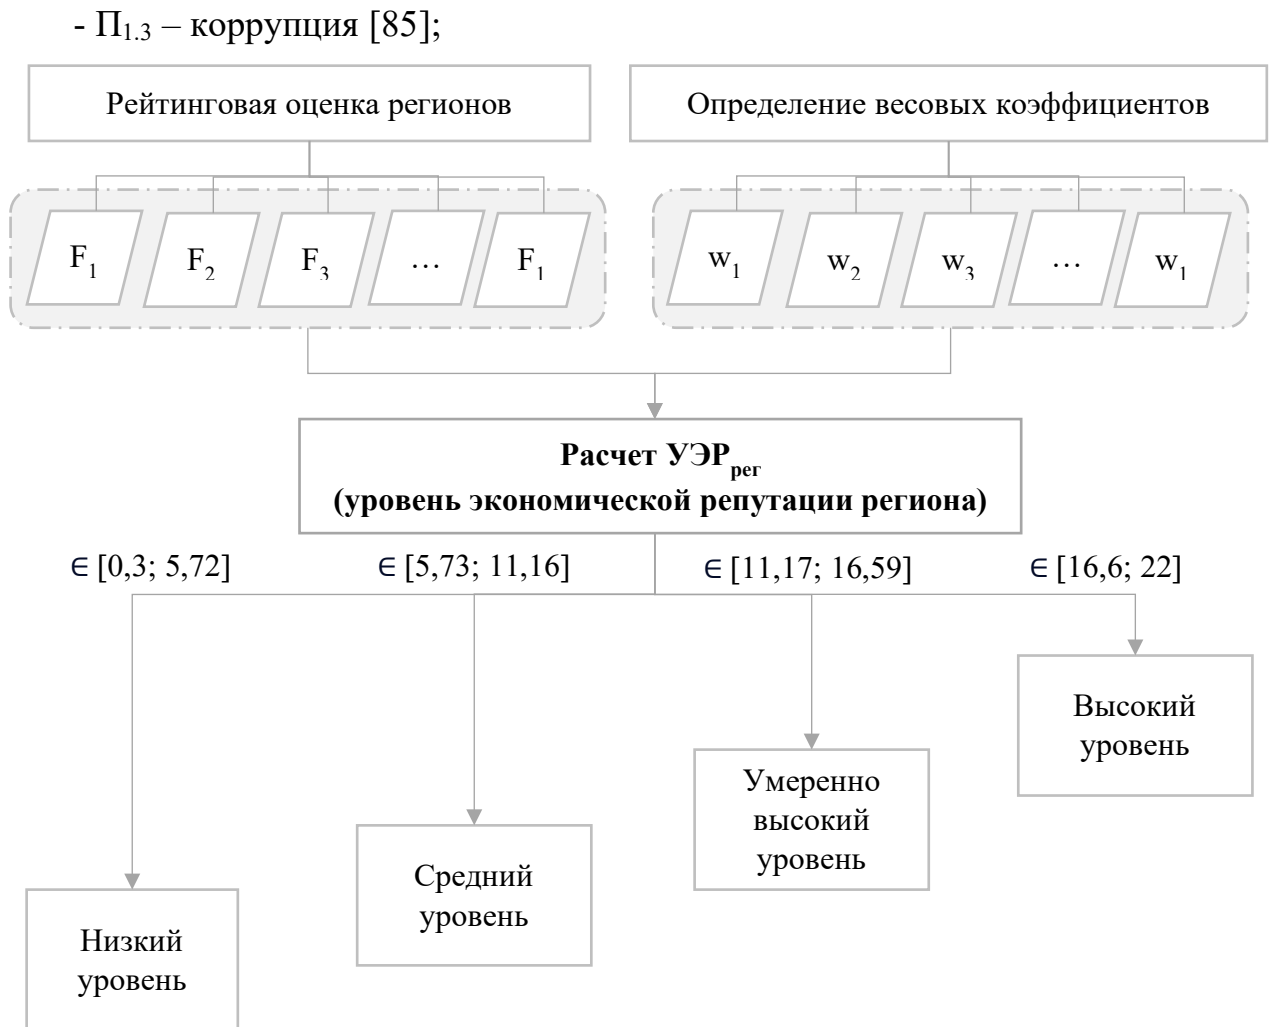 - П1.3 – коррупция [85];
Рейтинговая оценка регионов
Определение весовых коэффициентов
F1 F2 F3 … F1
w1 w2 w3 … w1
Расчет УЭРрег
(уровень экономической репутации региона)
∈ [0,3; 5,72] ∈ [5,73; 11,16] ∈ [11,17; 16,59] ∈ [16,6; 22]
Высокий
уровень
Умеренно
высокий
уровень
Средний
уровень
Низкий
уровень